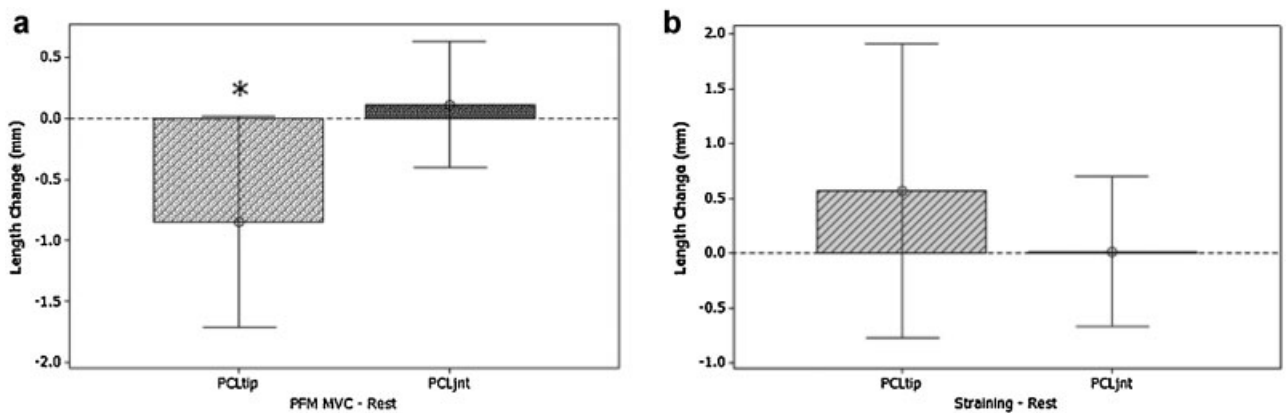 a
0.5
0.0
-0.5
-1.0
-1.5
-2.0
Length Change (mm)
*
PCLtip PCLjnt
PFM MVC - Rest
b
2.0
1.5
1.0
0.5
0.0
-0.5
-1.0
Length Change (mm)
PCLtip PCLjnt
Straining - Rest